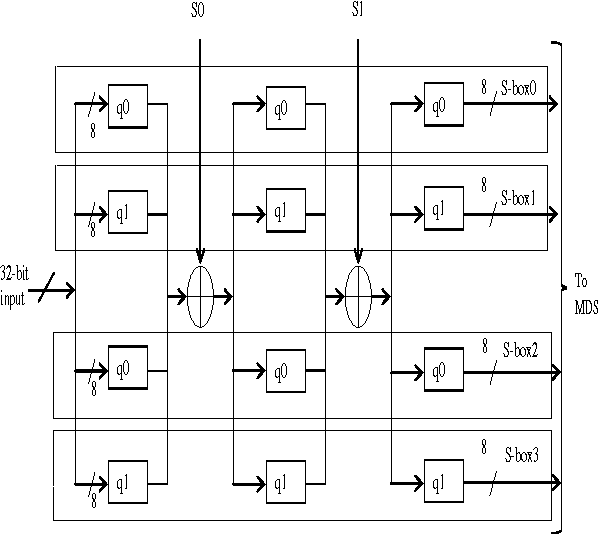 S0 S1
q0 q0 q0 8 S-box0
8
q1 q1 q1 8 S-box1
8
32-bit
input
To
MDS
q0 q0 q0 8 S-box2
8
q1 q1 q1 8 S-box3
8